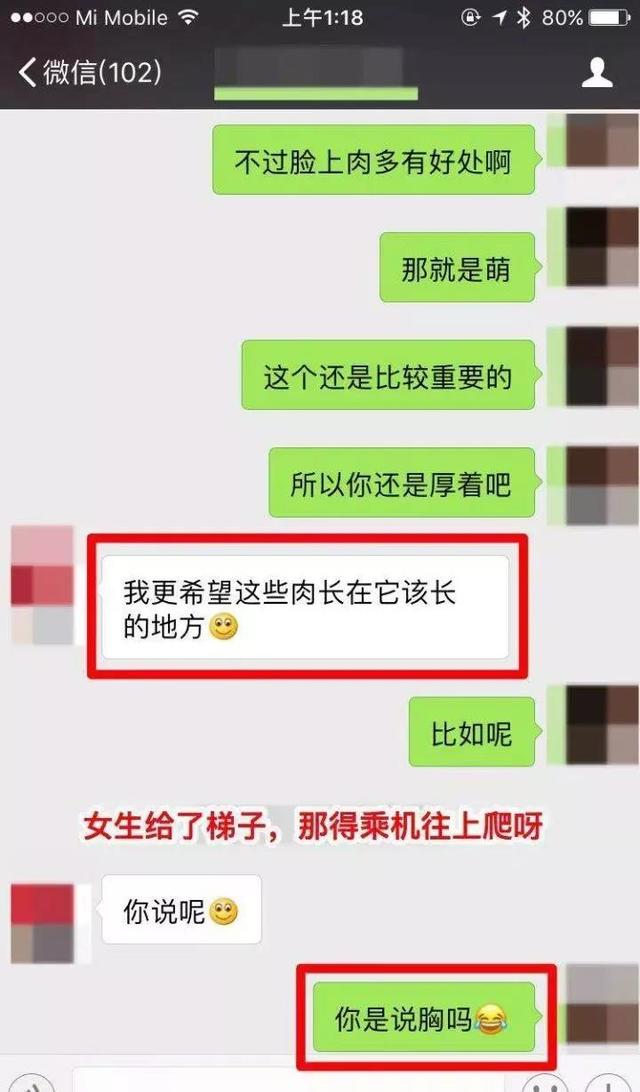 Mi Mobile 上午1:18 80%
微信(102)
不过脸上肉多有好处啊
那就是萌
这个还是比较重要的
所以你还是厚着吧
我更希望这些肉长在它该长
的地方
比如呢
女生给了梯子，那得乘机往上爬呀
你说呢
你是说胸吗